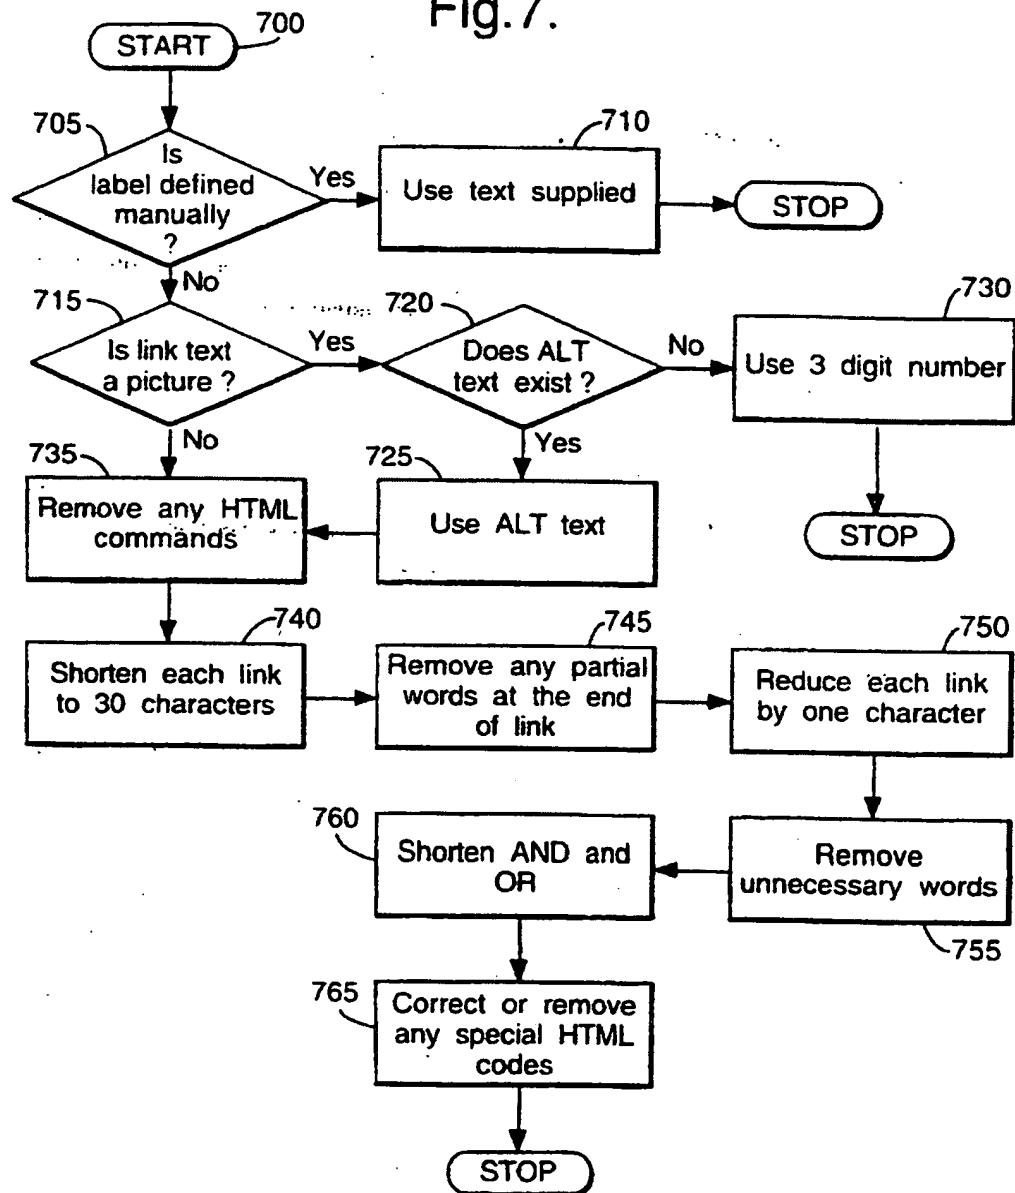 Fig.7.
START
700
705
Is
label defined
manually
?
Yes
710
Use text supplied
STOP
No
715
Is link text
a picture ?
Yes
720
Does ALT
text exist ?
No
730
Use 3 digit number
STOP
No
Yes
735
Remove any HTML
commands
725
Use ALT text
740
Shorten each link
to 30 characters
745
Remove any partial
words at the end
of link
750
Reduce each link
by one character
760
Shorten AND and
OR
Remove
unnecessary words
755
765
Correct or remove
any special HTML
codes
STOP